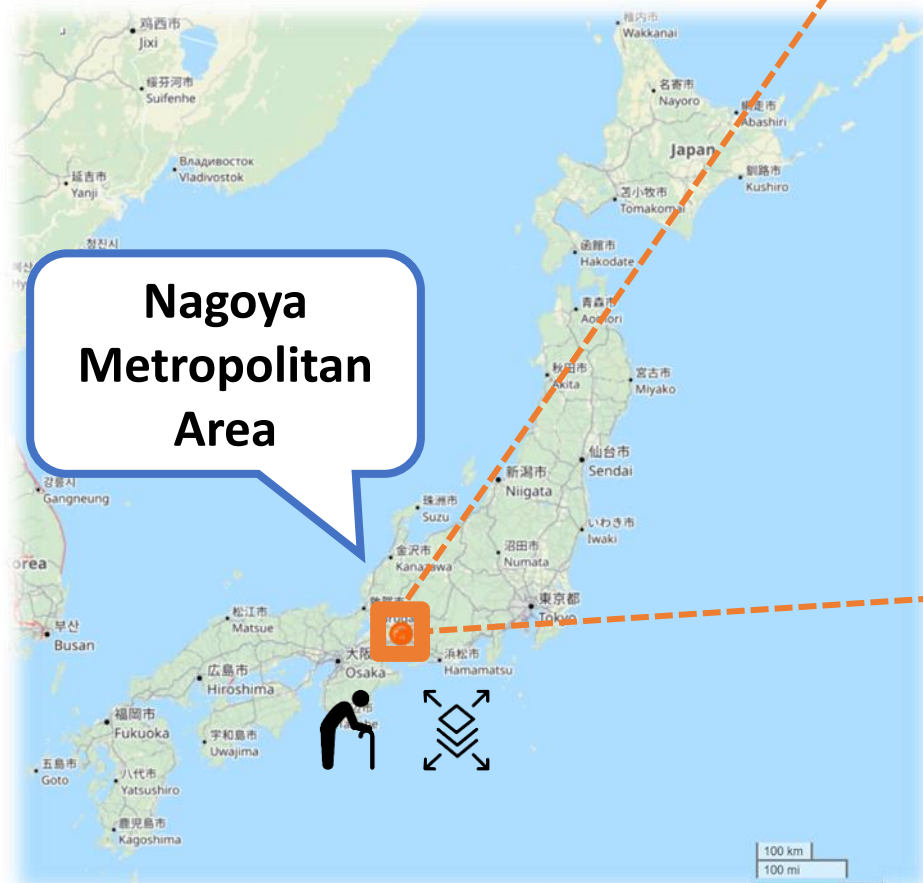 鸡西市
Jixi
稚内市
Wakkanai
绥芬河市
Suifenhe
名寄市
Nayoro
網走市
Abashiri
Japan
Владивосток
Vladivostok
延吉市
Yanji
釧路市
Kushiro
苫小牧市
Tomakomai
청진시
函館市
Hakodate
Nagoya
Metropolitan
Area
青森市
Aomori
秋田市
Akita
宮古市
Miyako
仙台市
Sendai
강릉시
Gangneung
新潟市
Niigata
珠洲市
Suzu
いわき市
Iwaki
金沢市
Kanazawa
沼田市
Numata
orea
東京都
Tokyo
松江市
Matsue
부산
Busan
大阪
Osaka
浜松市
Hamamatsu
広島市
Hiroshima
福岡市
Fukuoka
宇和島市
Uwajima
五島市
Goto
八代市
Yatsushiro
鹿児島市
Kagoshima
100 km
100 mi